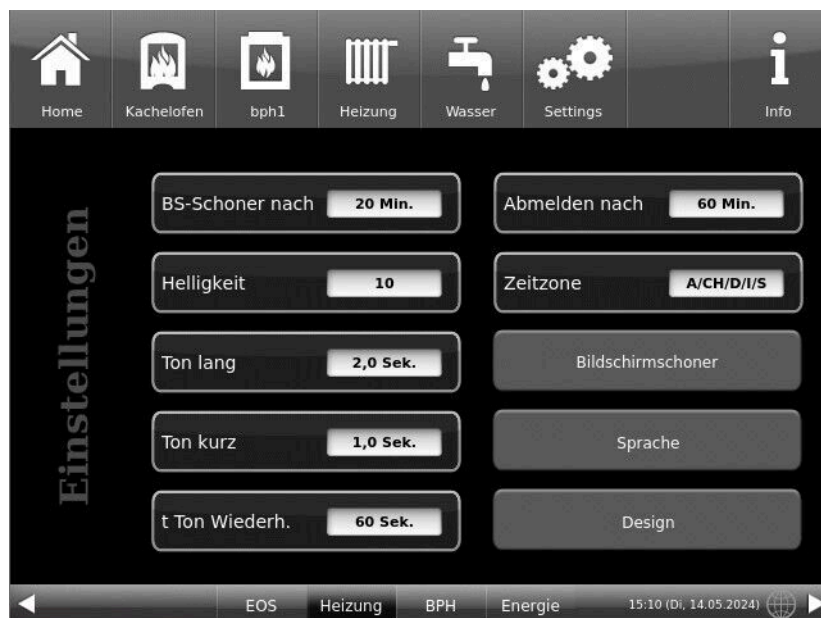 Home Kachelofen bph1 Heizung Wasser Settings Info
Einstellungen
BS-Schoner nach 20 Min.
Abmelden nach 60 Min.
Helligkeit 10
Zeitzone A/CH/D/I/S
Ton lang 2,0 Sek.
Bildschirmschoner
Ton kurz 1,0 Sek.
Sprache
t Ton Wiederh. 60 Sek.
Design
EOS Heizung BPH Energie 15:10 (Di, 14.05.2024)